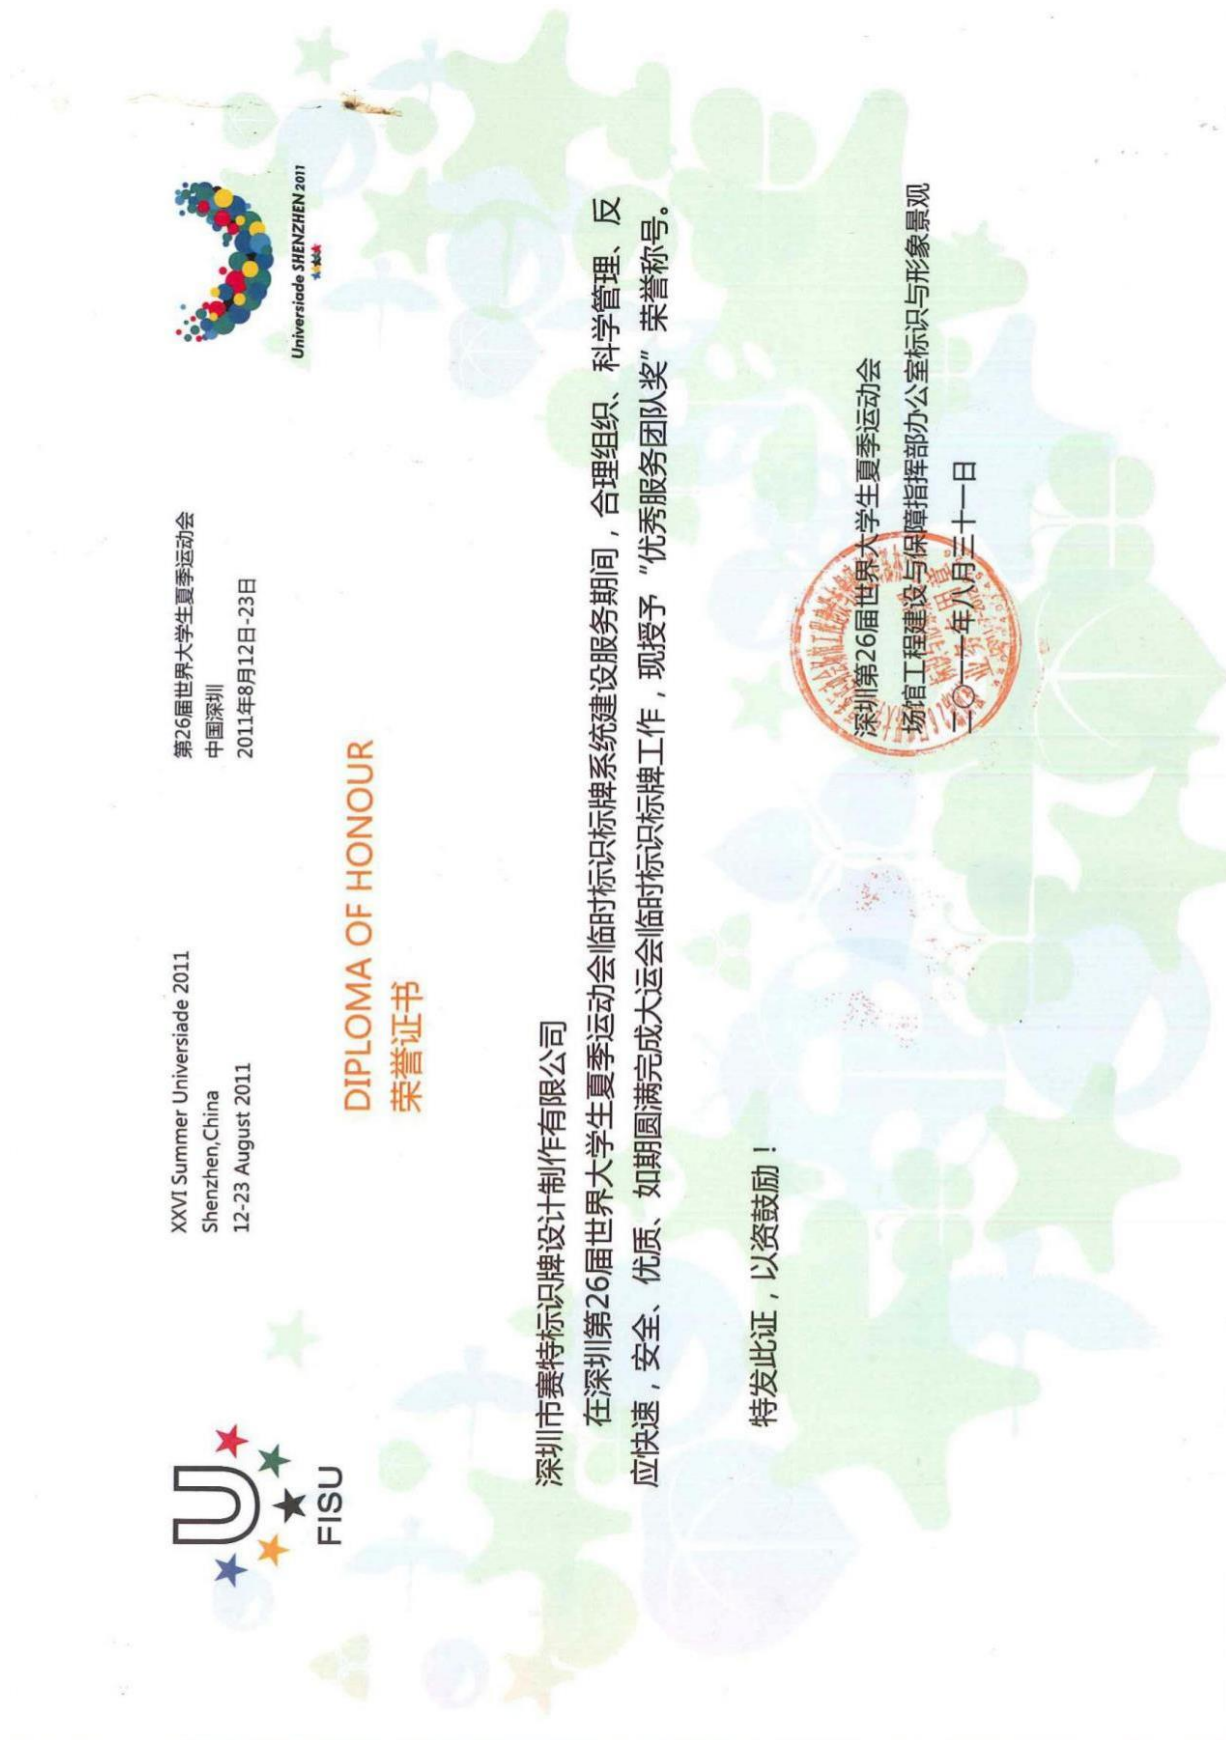 FISU
XXVI Summer Universiade 2011
Shenzhen,China
12-23 August 2011
第26届世界大学生夏季运动会
中国深圳
2011年8月12日-23日
Universiade SHENZHEN 2011
DIPLOMA OF HONOUR
荣誉证书
深圳市赛特标识牌设计制作有限公司
在深圳第26届世界大学生夏季运动会临时标识标牌系统建设服务期间，合理组织、科学管理、反
应快速，安全、优质、如期圆满完成大运会临时标识标牌工作，现授予“优秀服务团队奖”荣誉称号。
特发此证，以资鼓励！
深圳第26届世界大学生夏季运动会
场馆工程建设与保障指挥部办公室标识与形象景观
二〇一一年八月三十一日